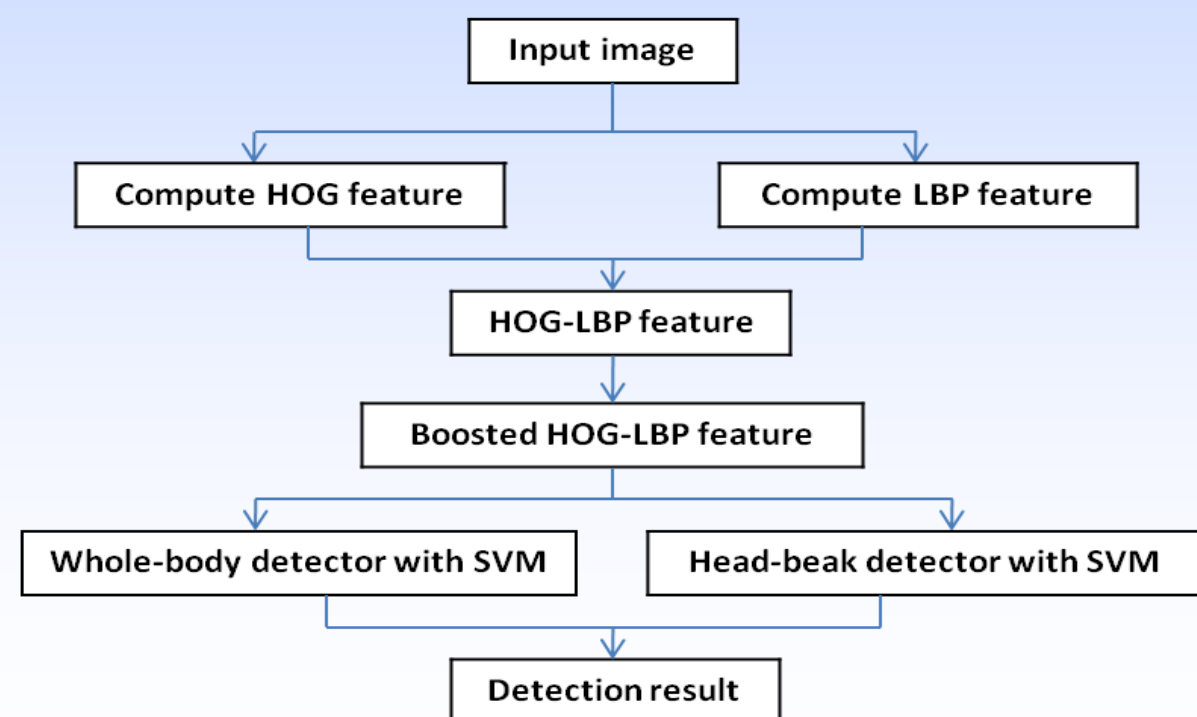 Input image
Compute HOG feature
Compute LBP feature
HOG-LBP feature
Boosted HOG-LBP feature
Whole-body detector with SVM
Head-beak detector with SVM
Detection result